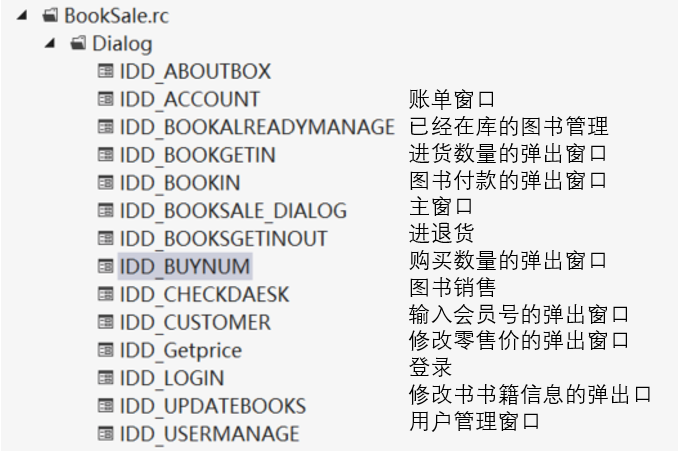 BookSale.rc
Dialog
IDD_ABOUTBOX
IDD_ACCOUNT 账单窗口
IDD_BOOKALREADYMANAGE 已经在库的图书管理
IDD_BOOKGETIN 进货数量的弹出窗口
IDD_BOOKIN 图书付款的弹出窗口
IDD_BOOKSALE_DIALOG 主窗口
IDD_BOOKSGETINOUT 进退货
IDD_BUYNUM 购买数量的弹出窗口
IDD_CHECKDAESK 图书销售
IDD_CUSTOMER 输入会员号的弹出窗口
IDD_Getprice 修改零售价的弹出窗口
IDD_LOGIN 登录
IDD_UPDATEBOOKS 修改书书籍信息的弹出口
IDD_USERMANAGE 用户管理窗口